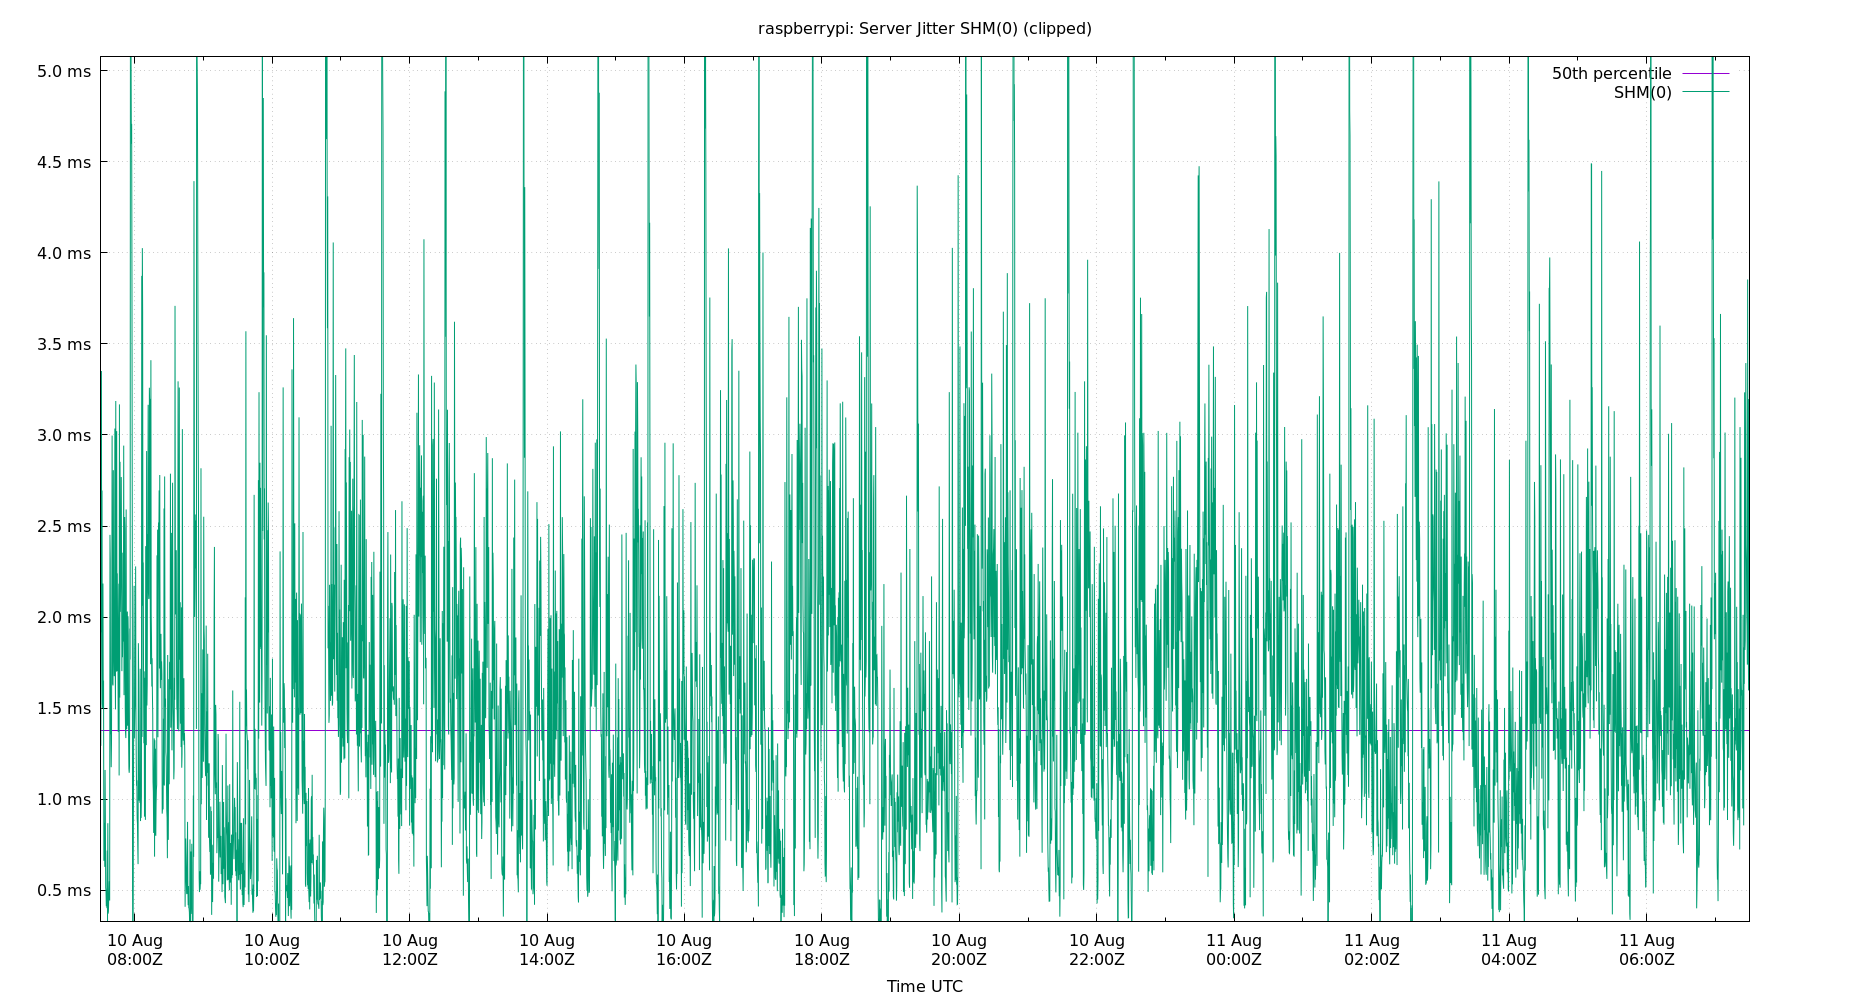 raspberrypi: Server Jitter SHM(0) (clipped)
5.0 ms
4.5 ms
4.0 ms
3.5 ms
3.0 ms
2.5 ms
2.0 ms
1.5 ms
1.0 ms
0.5 ms
50th percentile
SHM(0)
10 Aug 10 Aug 10 Aug 10 Aug 10 Aug 10 Aug 10 Aug 10 Aug 11 Aug 11 Aug 11 Aug 11 Aug
08:00Z 10:00Z 12:00Z 14:00Z 16:00Z 18:00Z 20:00Z 22:00Z 00:00Z 02:00Z 04:00Z 06:00Z
Time UTC